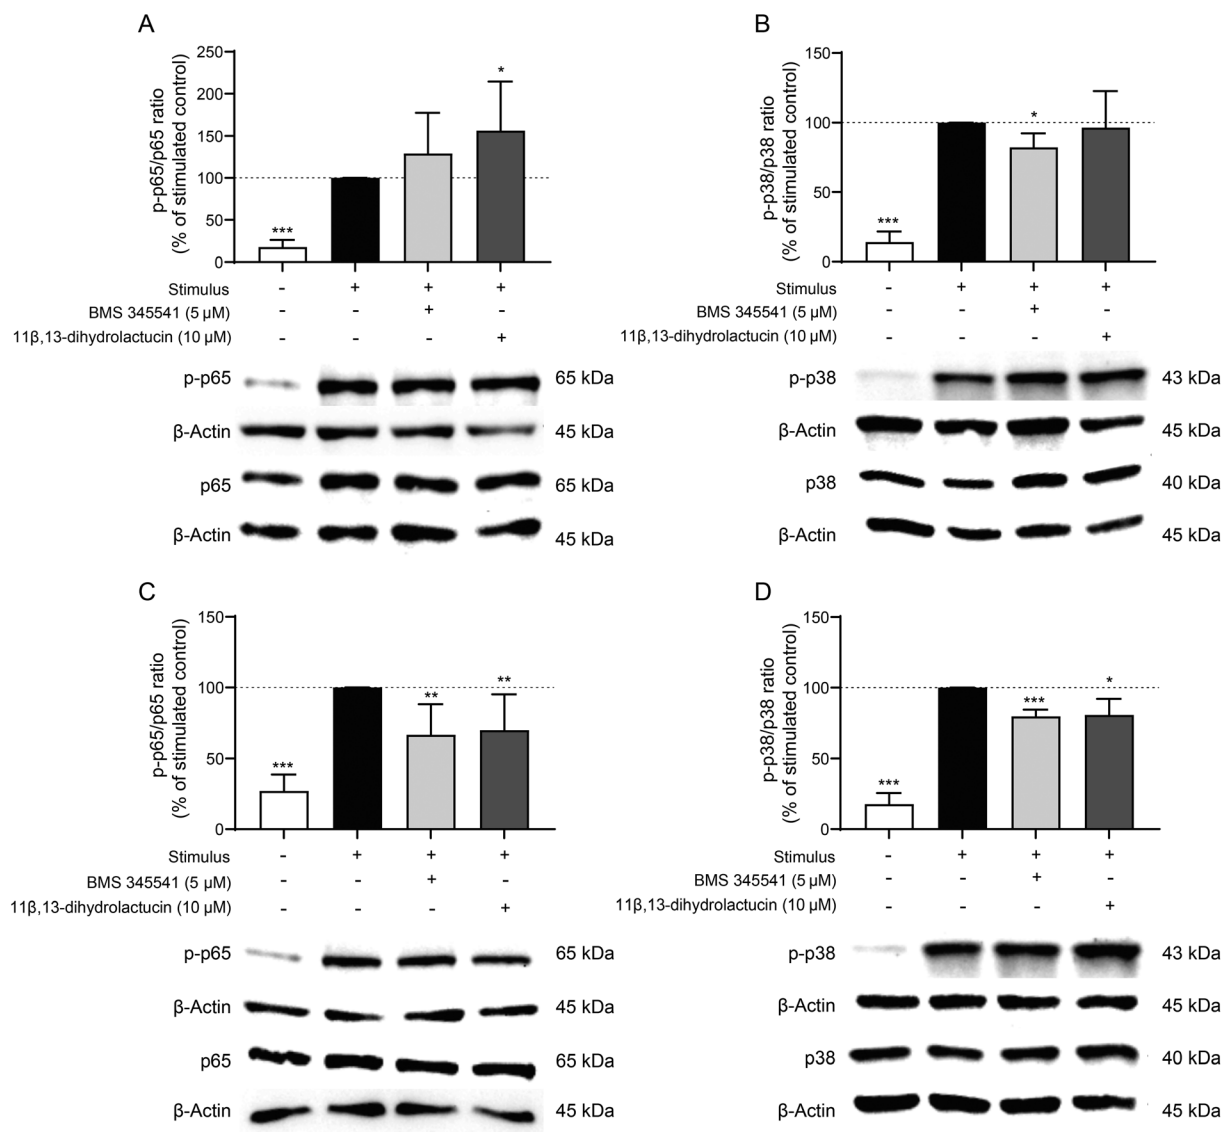 A
p-p65/p65 ratio
(% of stimulated control)
250
200
150
100
50
0
***
*
Stimulus - + + +
BMS 345541 (5 µM) - - + -
11β,13-dihydrolactucin (10 µM) - - - +
p-p65 65 kDa
β-Actin 45 kDa
p65 65 kDa
β-Actin 45 kDa
B
p-p38/p38 ratio
(% of stimulated control)
150
100
50
0
***
*
Stimulus - + + +
BMS 345541 (5 µM) - - + -
11β,13-dihydrolactucin (10 µM) - - - +
p-p38 43 kDa
β-Actin 45 kDa
p38 40 kDa
β-Actin 45 kDa
C
p-p65/p65 ratio
(% of stimulated control)
150
100
50
0
***
**
**
Stimulus - + + +
BMS 345541 (5 µM) - - + -
11β,13-dihydrolactucin (10 µM) - - - +
p-p65 65 kDa
β-Actin 45 kDa
p65 65 kDa
β-Actin 45 kDa
D
p-p38/p38 ratio
(% of stimulated control)
150
100
50
0
***
***
*
Stimulus - + + +
BMS 345541 (5 µM) - - + -
11β,13-dihydrolactucin (10 µM) - - - +
p-p38 43 kDa
β-Actin 45 kDa
p38 40 kDa
β-Actin 45 kDa